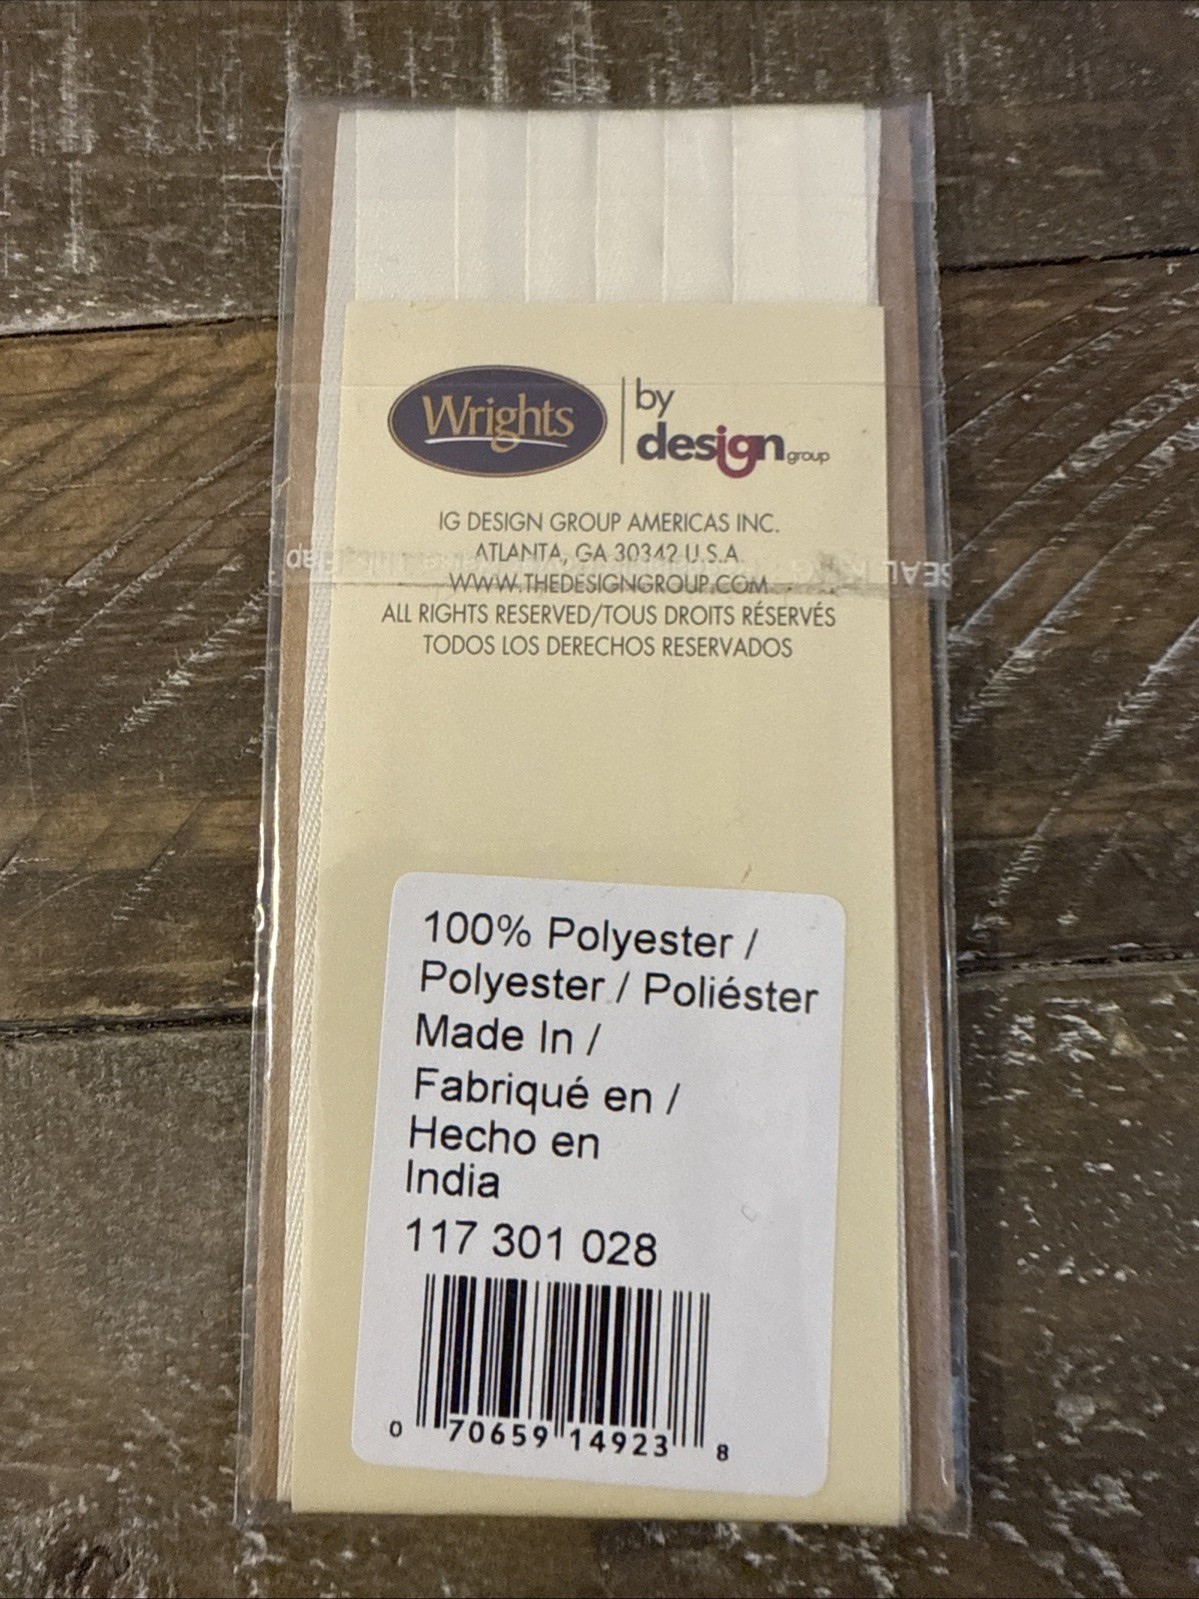 Wrights
by
design group
IG DESIGN GROUP AMERICAS INC.
ATLANTA, GA 30342 U.S.A.
WWW.THEDESIGNGROUP.COM
ALL RIGHTS RESERVED/TOUS DROITS RÉSERVÉS
TODOS LOS DERECHOS RESERVADOS
100% Polyester /
Polyester / Poliéster
Made In /
Fabriqué en /
Hecho en
India
117 301 028
0 70659 14923 8